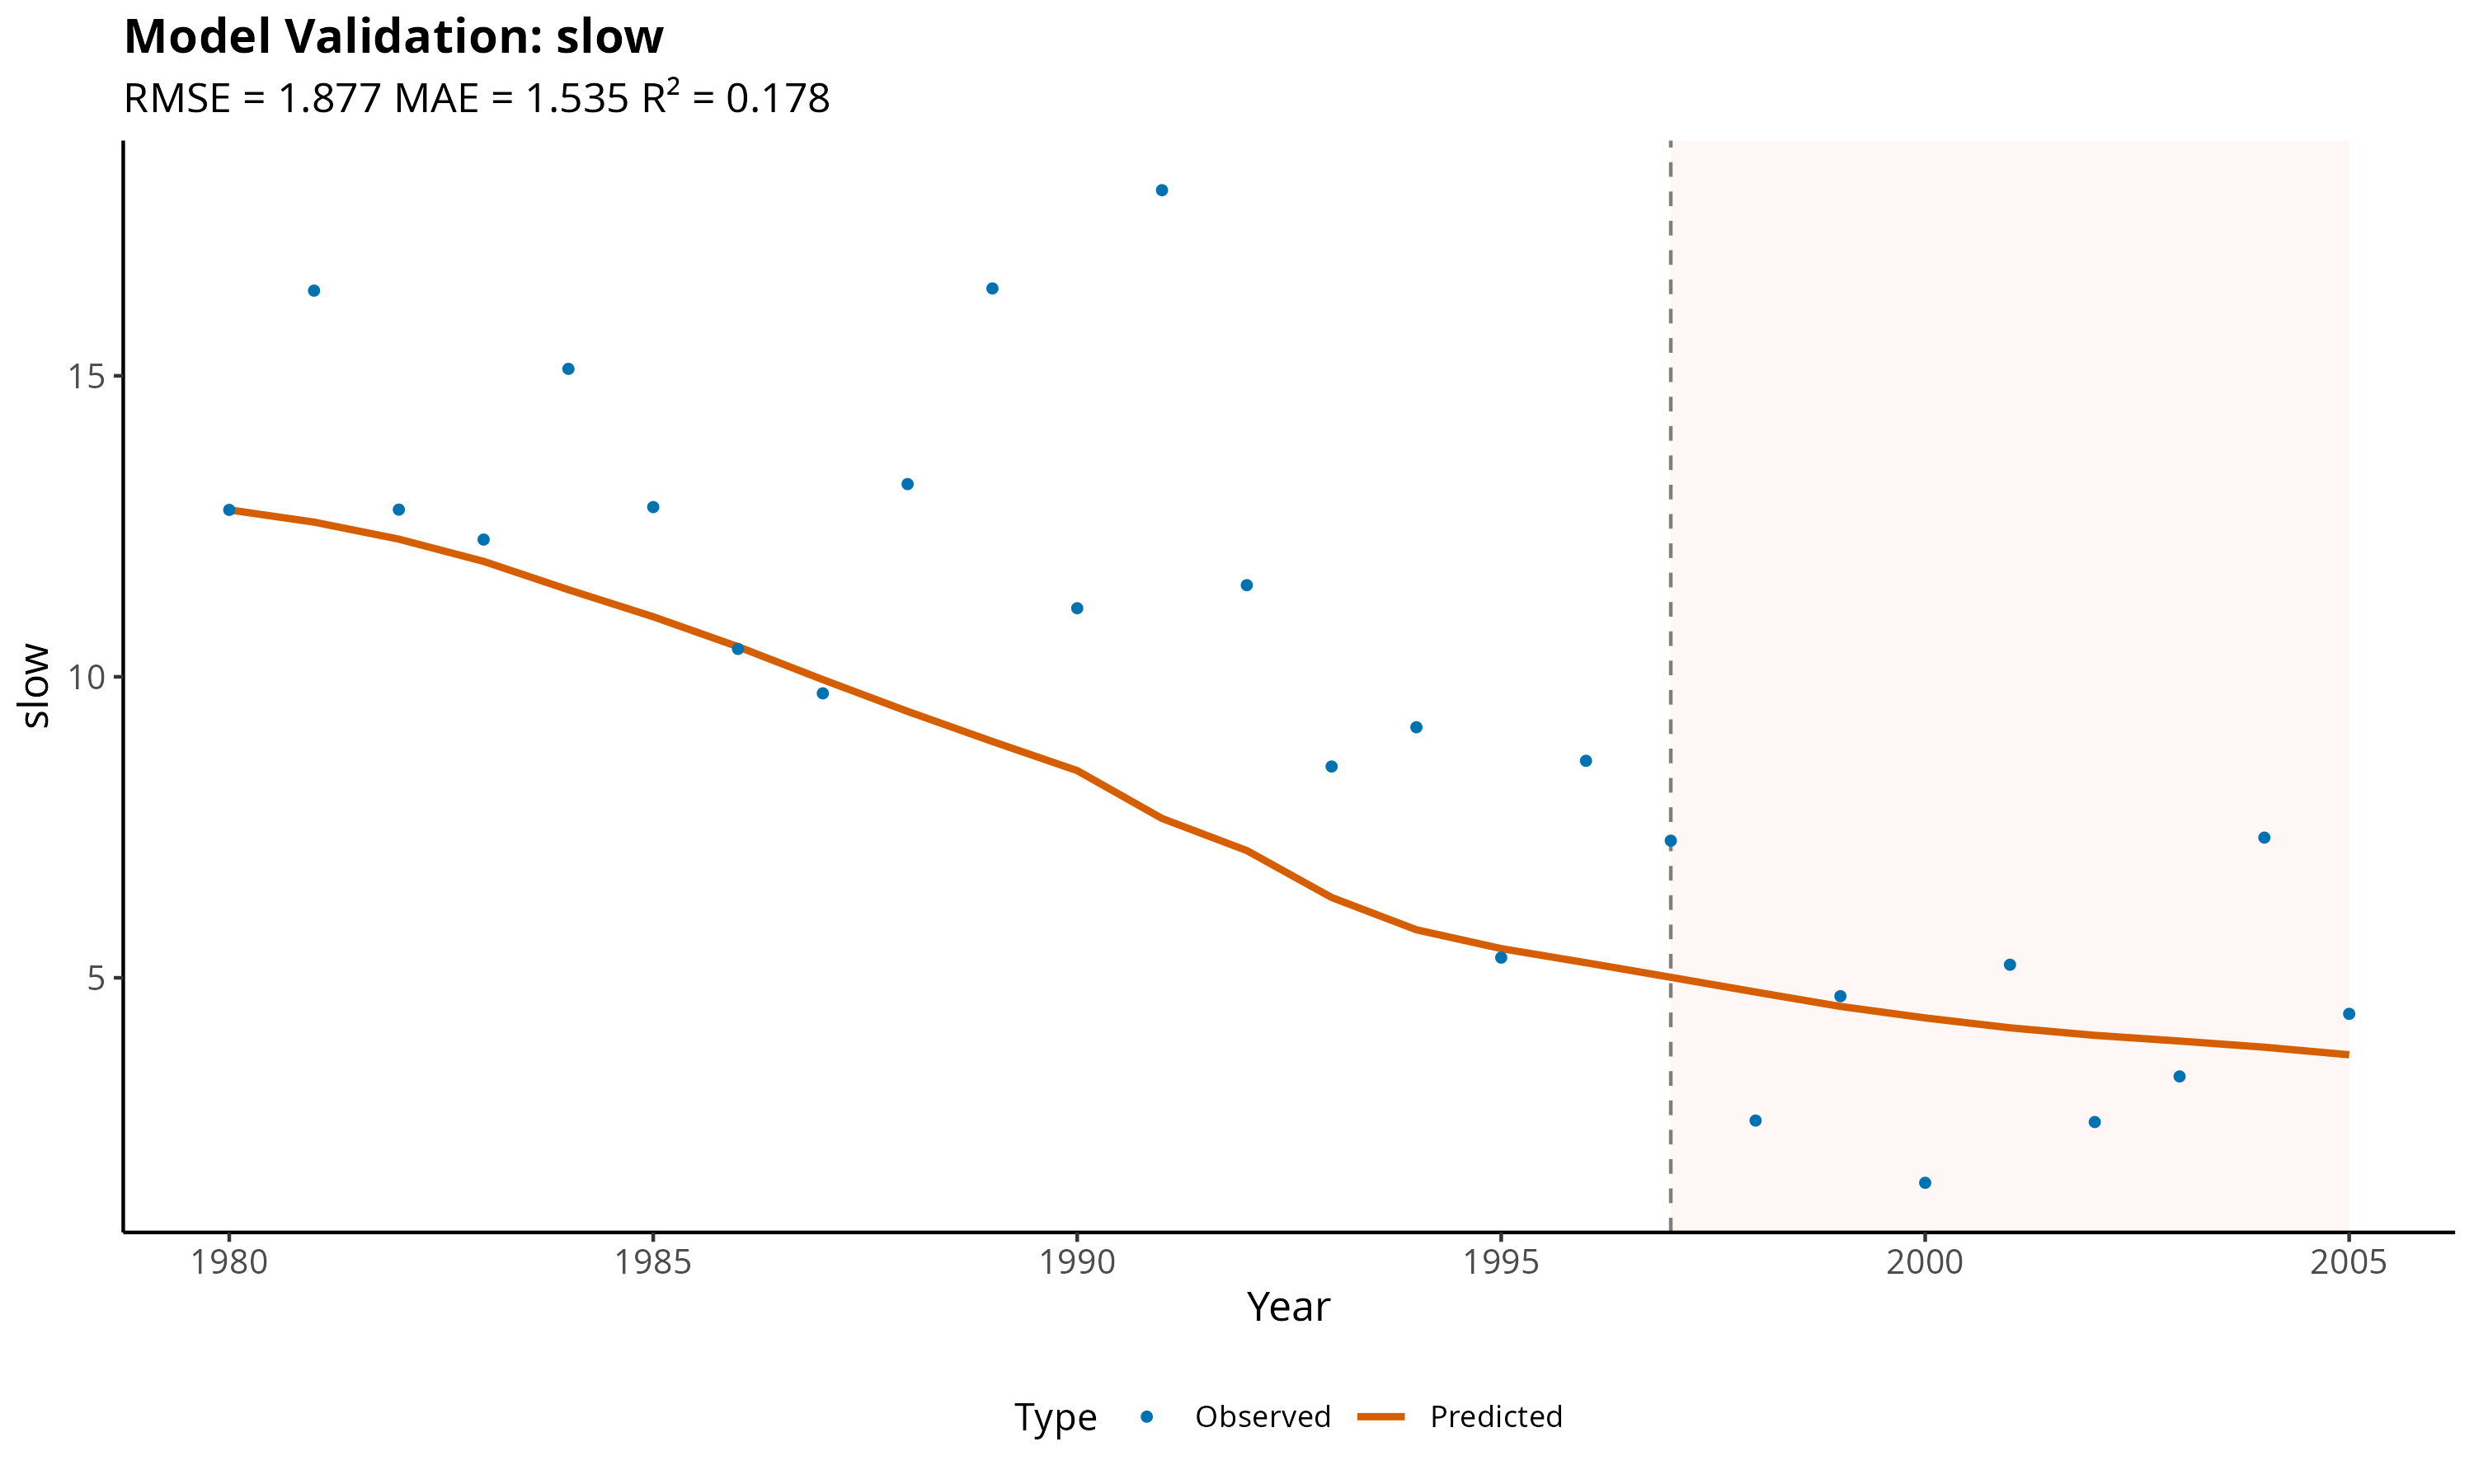 Model Validation: slow
RMSE = 1.877 MAE = 1.535 R² = 0.178
15
10
5
slow
1980 1985 1990 1995 2000 2005
Year
Type Observed Predicted